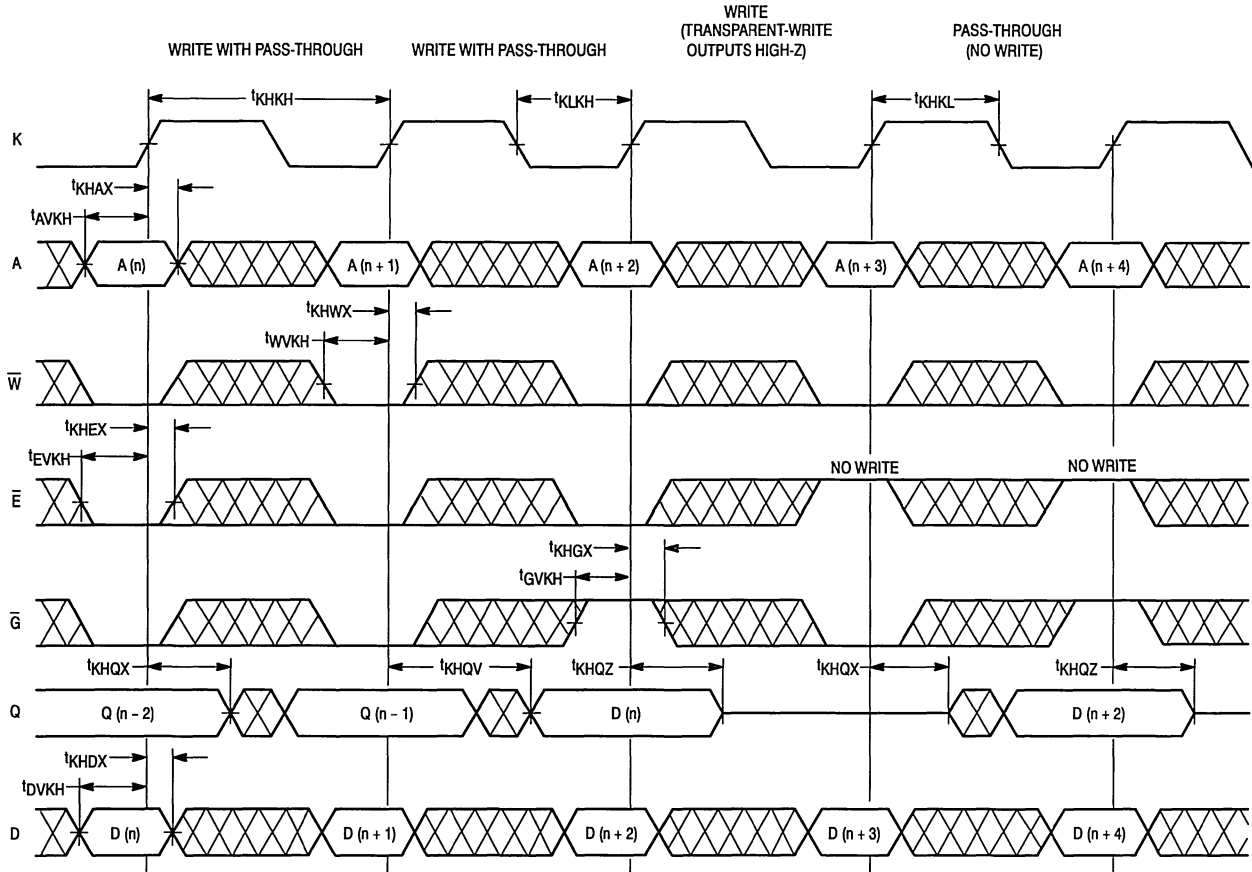 WRITE WITH PASS-THROUGH
WRITE WITH PASS-THROUGH
WRITE
(TRANSPARENT-WRITE
OUTPUTS HIGH-Z)
PASS-THROUGH
(NO WRITE)
tKHKH
tKLKH
tKHKL
K
tKHAX
tAVKH
A
A (n)
A (n + 1)
A (n + 2)
A (n + 3)
A (n + 4)
tKHWX
tWVKH
W̅
tKHEX
tEVKH
E̅
NO WRITE
NO WRITE
tKHGX
tGVKH
G̅
tKHQX
tKHQV
tKHQZ
tKHQX
tKHQZ
Q
Q (n – 2)
Q (n – 1)
D (n)
D (n + 2)
tKHDX
tDVKH
D
D (n)
D (n + 1)
D (n + 2)
D (n + 3)
D (n + 4)